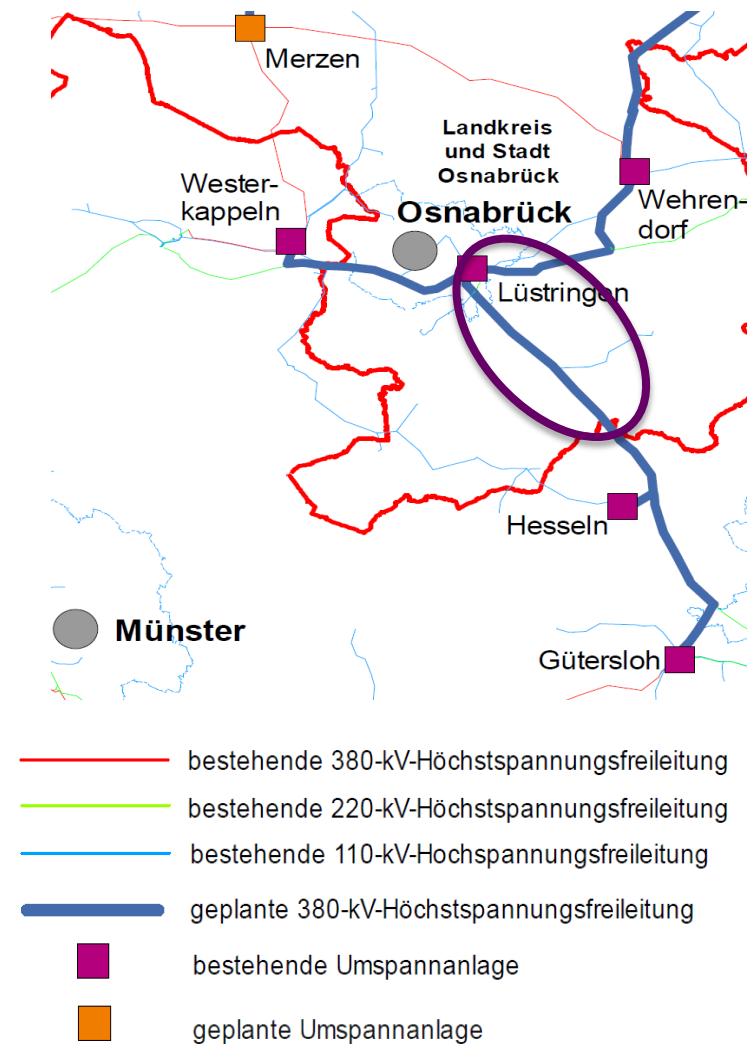 Merzen
Landkreis
und Stadt
Osnabrück
Wester-
kappeln
Osnabrück
Wehren-
dorf
Lüstringen
Hesseln
Münster
Gütersloh
bestehende 380-kV-Höchstspannungsfreileitung
bestehende 220-kV-Höchstspannungsfreileitung
bestehende 110-kV-Hochspannungsfreileitung
geplante 380-kV-Höchstspannungsfreileitung
bestehende Umspannanlage
geplante Umspannanlage